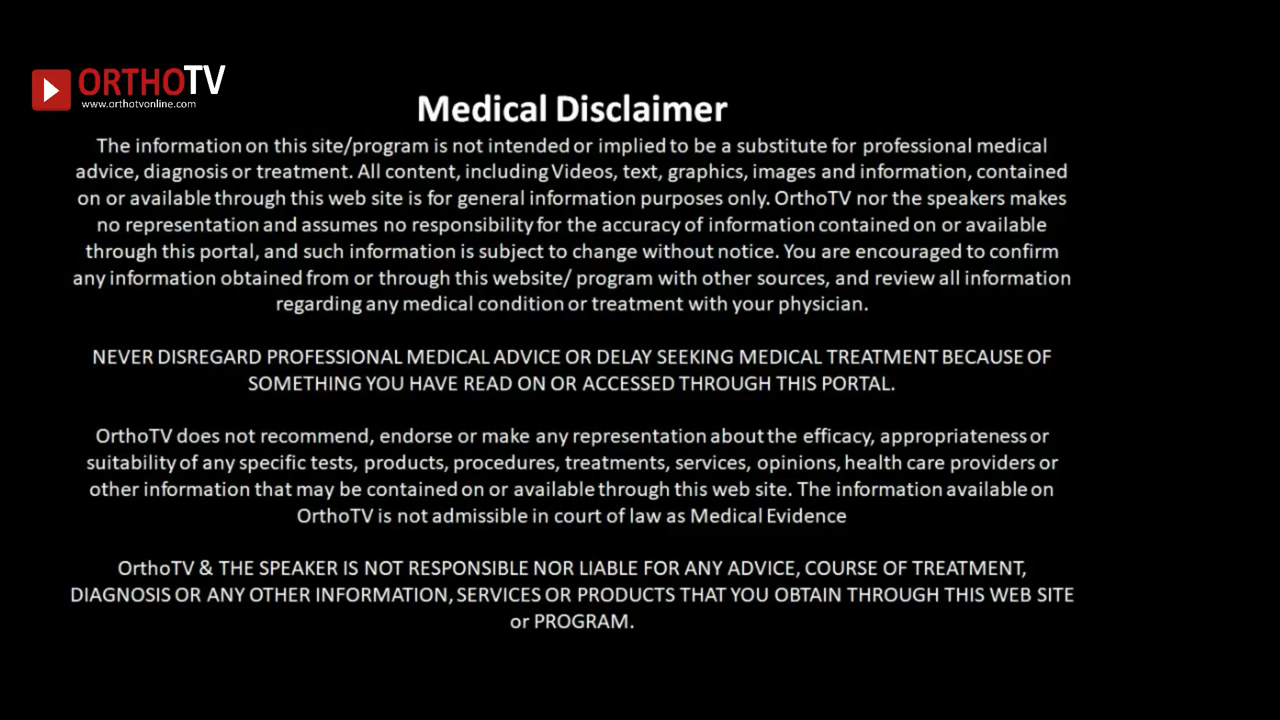 ORTHOTV
www.orthotvonline.com
Medical Disclaimer
The information on this site/program is not intended or implied to be a substitute for professional medical
advice, diagnosis or treatment. All content, including Videos, text, graphics, images and information, contained
on or available through this web site is for general information purposes only. OrthoTV nor the speakers makes
no representation and assumes no responsibility for the accuracy of information contained on or available
through this portal, and such information is subject to change without notice. You are encouraged to confirm
any information obtained from or through this website/ program with other sources, and review all information
regarding any medical condition or treatment with your physician.
NEVER DISREGARD PROFESSIONAL MEDICAL ADVICE OR DELAY SEEKING MEDICAL TREATMENT BECAUSE OF
SOMETHING YOU HAVE READ ON OR ACCESSED THROUGH THIS PORTAL.
OrthoTV does not recommend, endorse or make any representation about the efficacy, appropriateness or
suitability of any specific tests, products, procedures, treatments, services, opinions, health care providers or
other information that may be contained on or available through this web site. The information available on
OrthoTV is not admissible in court of law as Medical Evidence
OrthoTV & THE SPEAKER IS NOT RESPONSIBLE NOR LIABLE FOR ANY ADVICE, COURSE OF TREATMENT,
DIAGNOSIS OR ANY OTHER INFORMATION, SERVICES OR PRODUCTS THAT YOU OBTAIN THROUGH THIS WEB SITE
or PROGRAM.